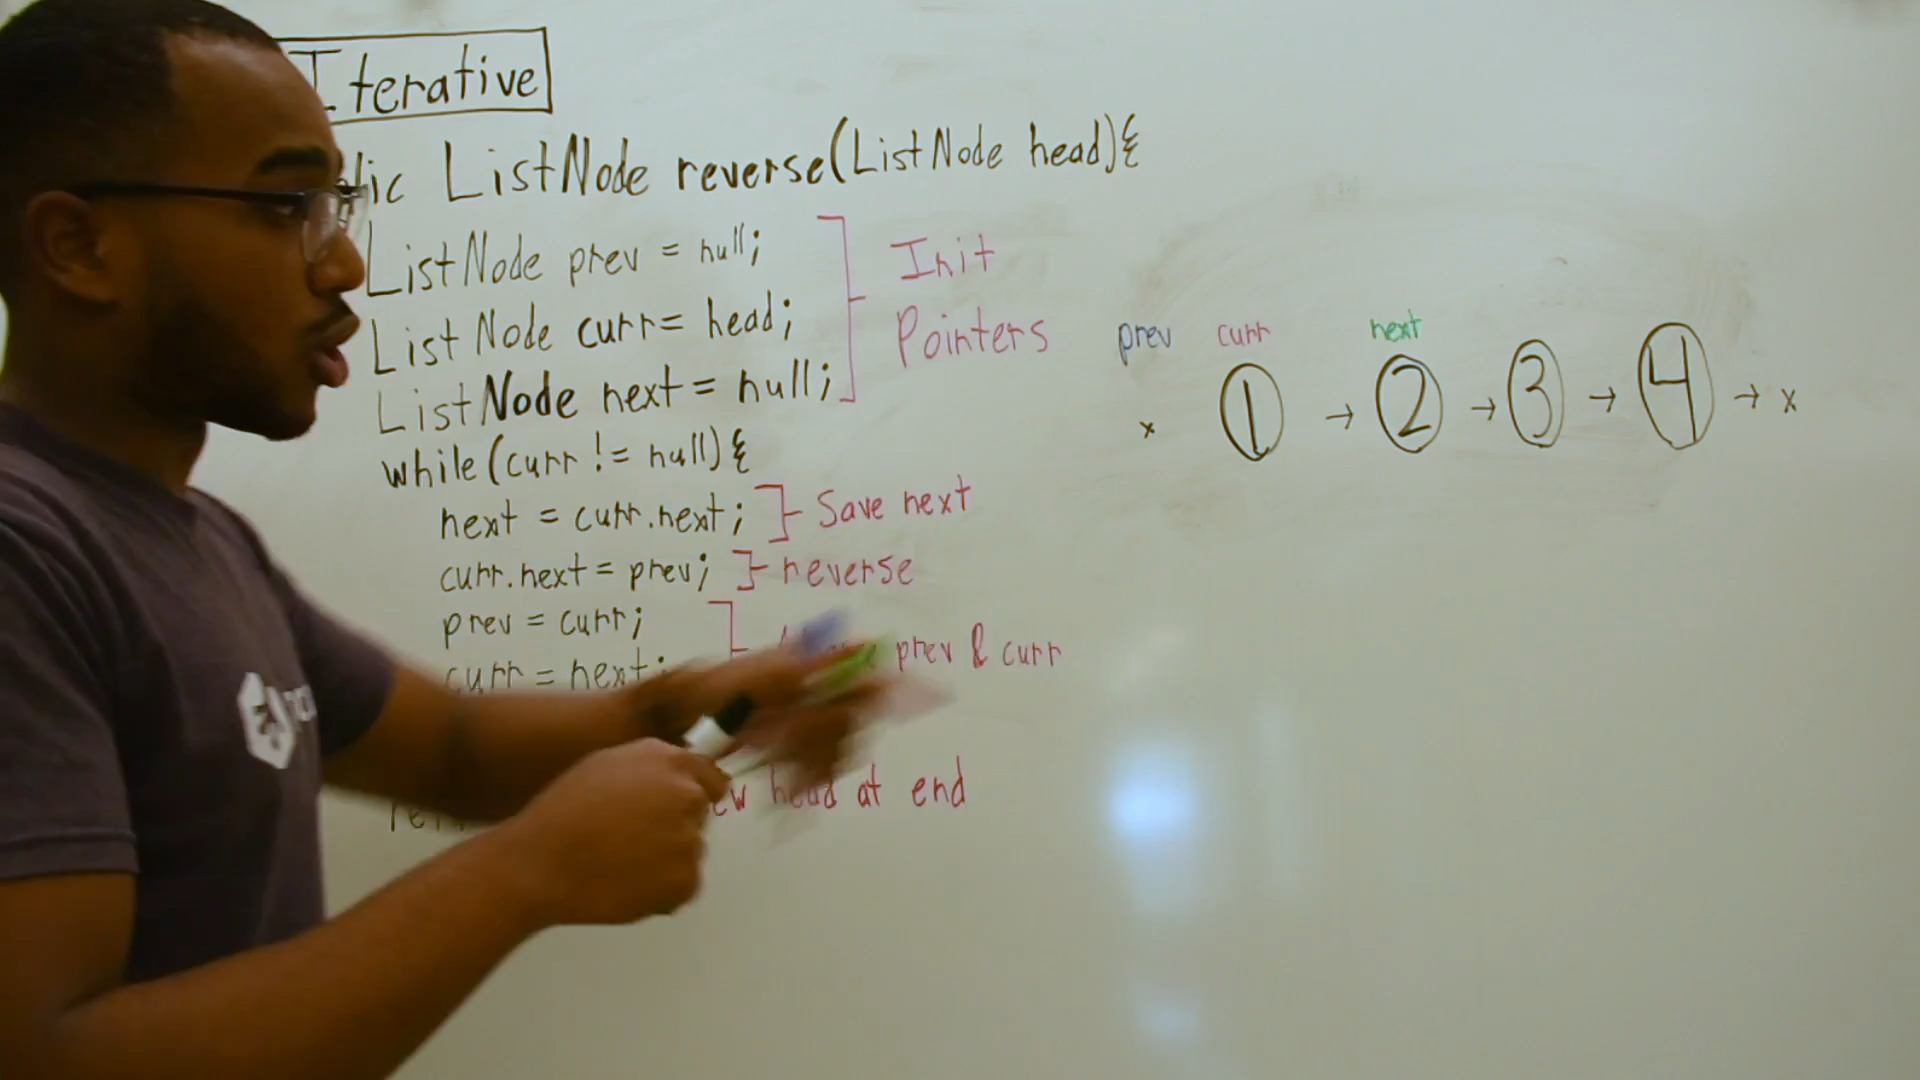 Iterative
ListNode reverse(ListNode head){
ListNode prev = null;
ListNode curr = head;
ListNode next = null;
Init
Pointers
while(curr != null){
next = curr.next; Save next
curr.next = prev; reverse
prev = curr;
curr = next;
prev & curr
head at end
prev curr next
x 1 → 2 → 3 → 4 → x